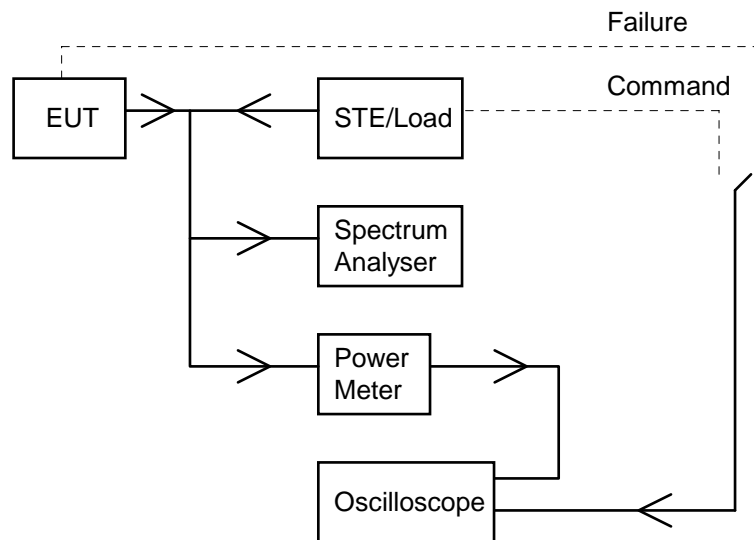 Failure
EUT
STE/Load
Command
Spectrum
Analyser
Power
Meter
Oscilloscope